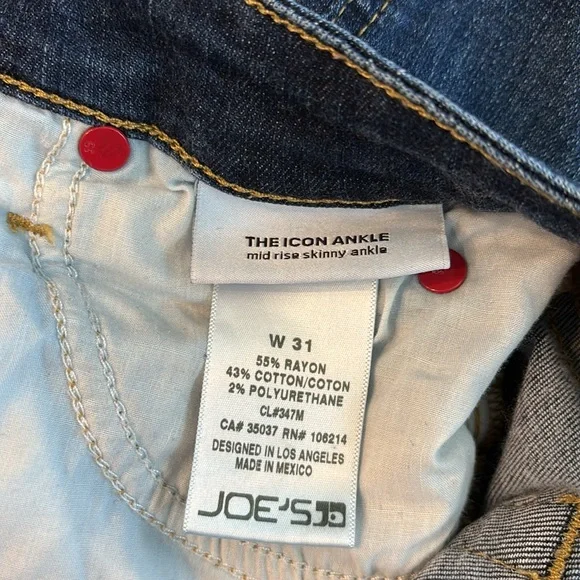 THE ICON ANKLE
mid rise skinny ankle
W 31
55% RAYON
43% COTTON/COTON
2% POLYURETHANE
CL#347M
CA# 35037 RN# 106214
DESIGNED IN LOS ANGELES
MADE IN MEXICO
JOE'S